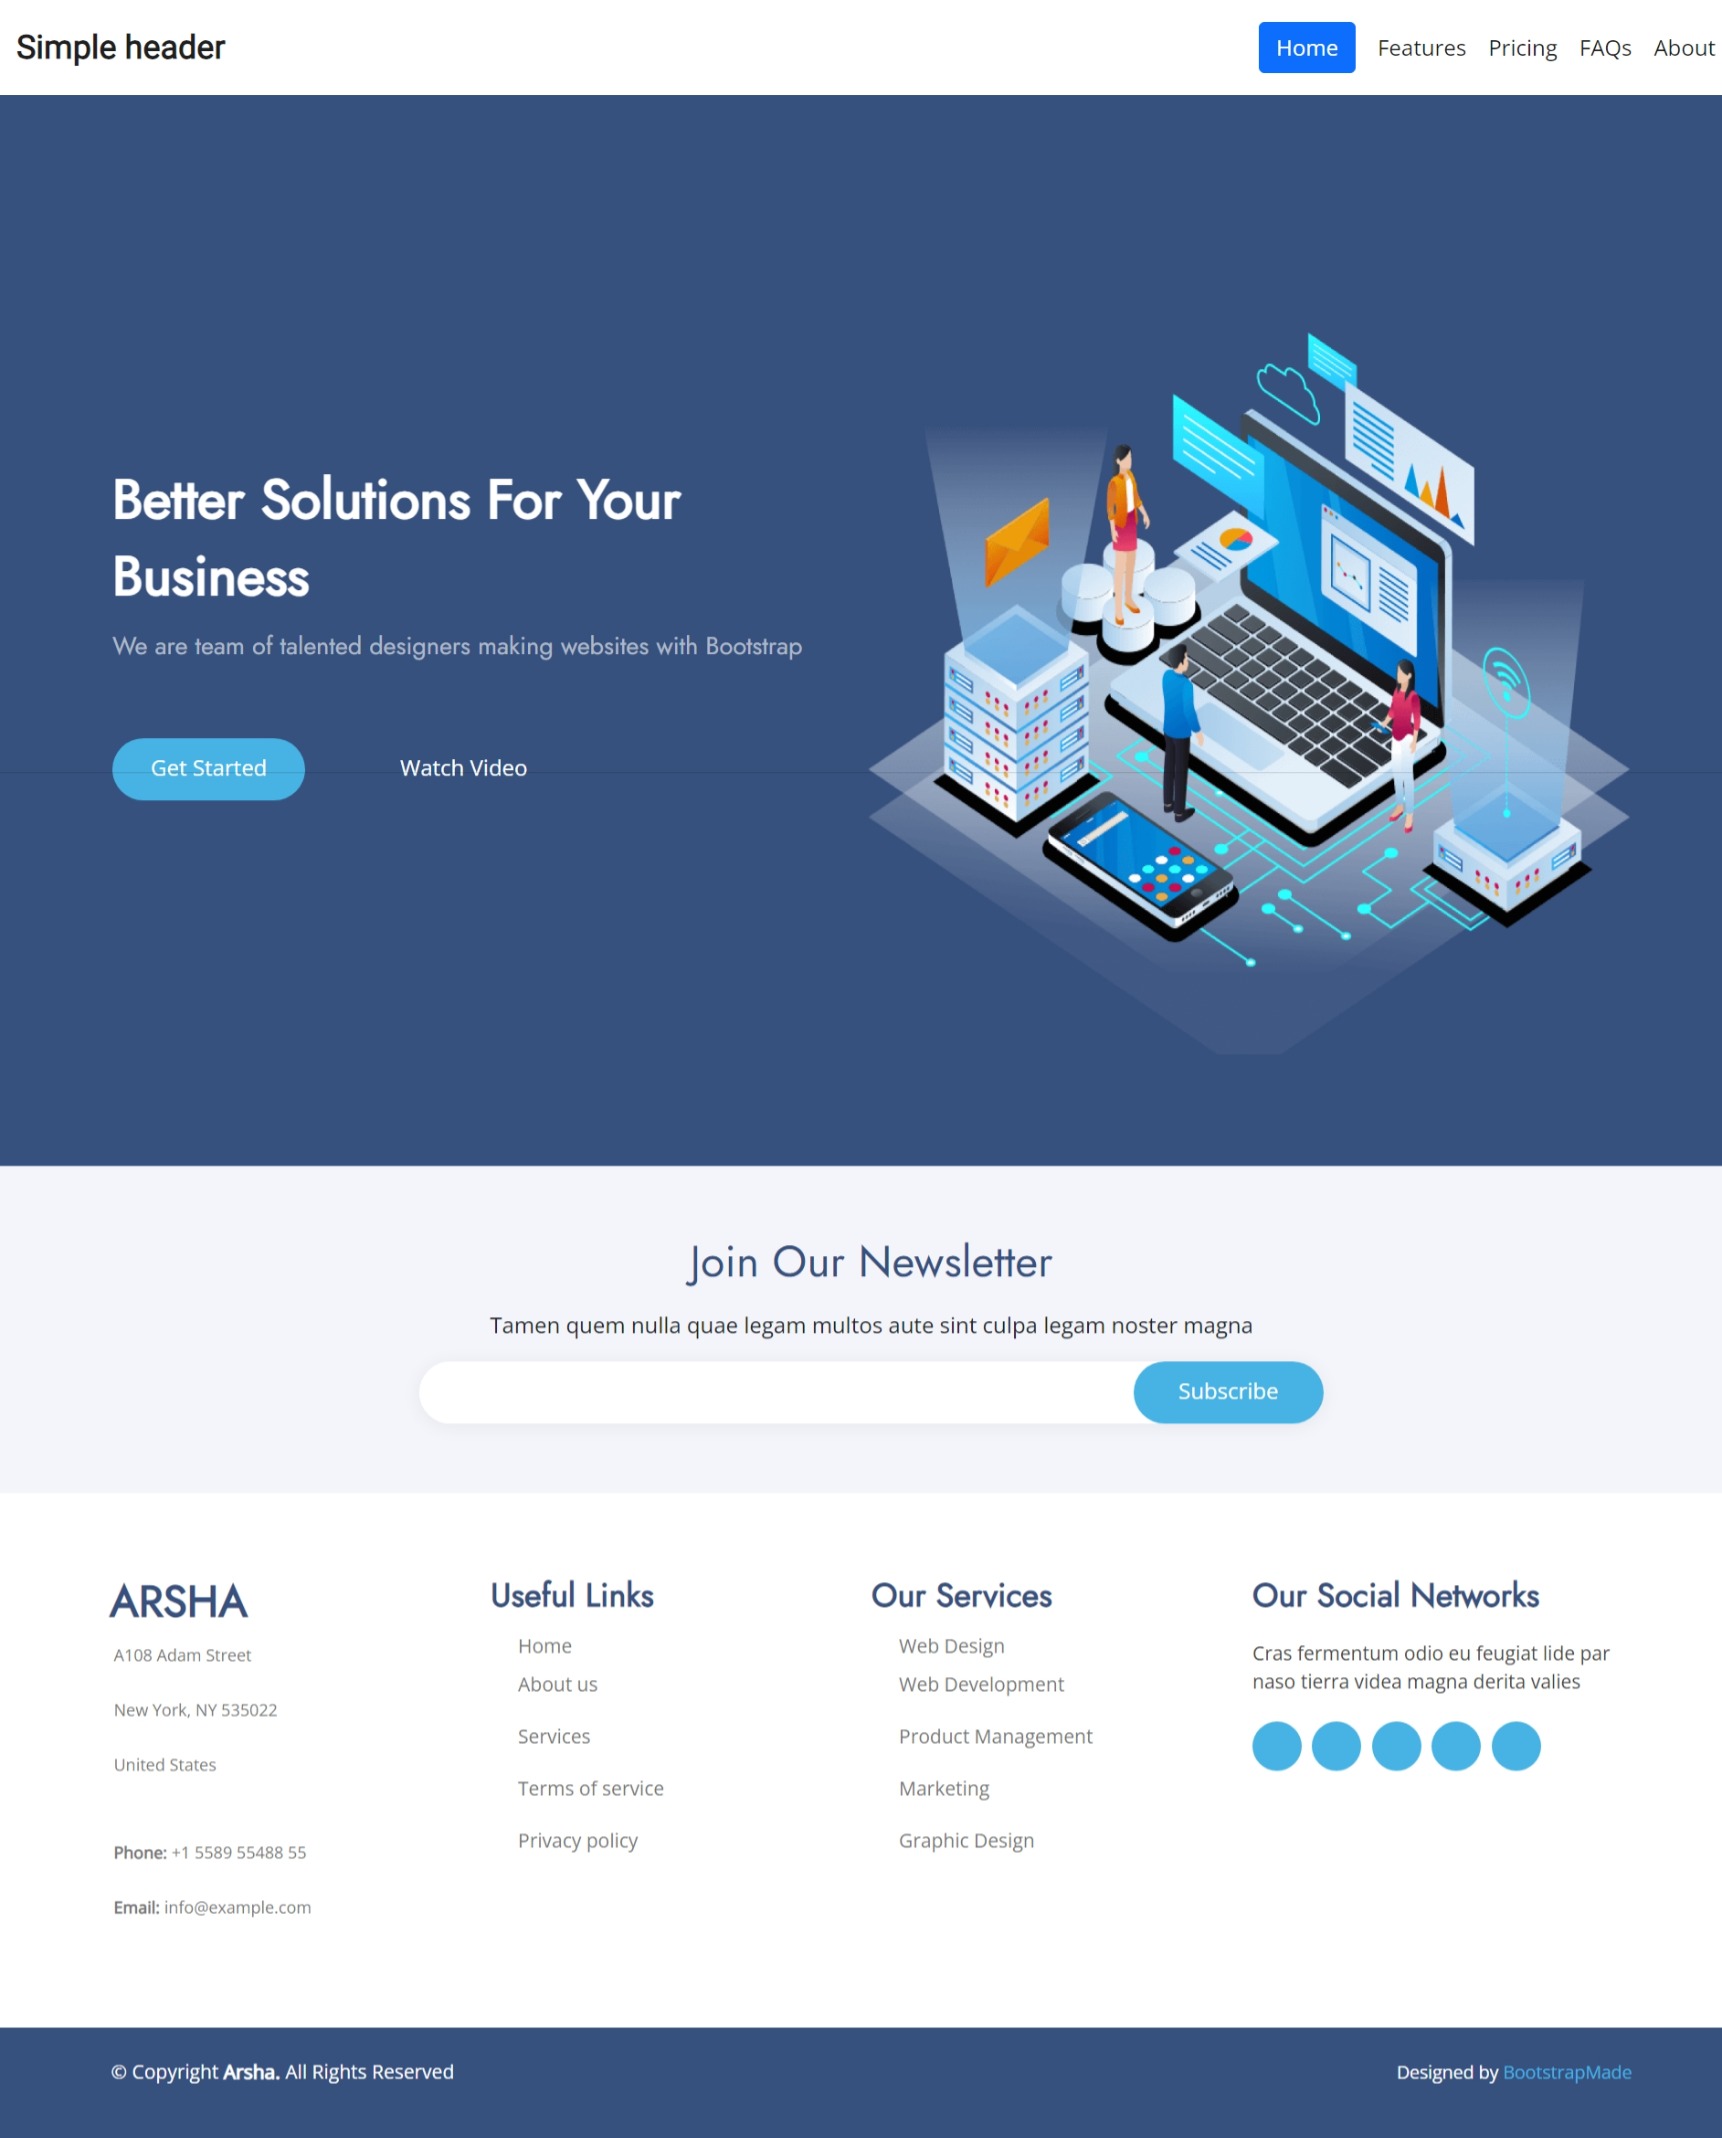 Simple header
Home Features Pricing FAQs About
Better Solutions For Your
Business
We are team of talented designers making websites with Bootstrap
Get Started Watch Video
Join Our Newsletter
Tamen quem nulla quae legam multos aute sint culpa legam noster magna
Subscribe
ARSHA
A108 Adam Street
New York, NY 535022
United States
Phone: +1 5589 55488 55
Email: info@example.com
Useful Links
Home
About us
Services
Terms of service
Privacy policy
Our Services
Web Design
Web Development
Product Management
Marketing
Graphic Design
Our Social Networks
Cras fermentum odio eu feugiat lide par
naso tierra videa magna derita valies
© Copyright Arsha. All Rights Reserved
Designed by BootstrapMade